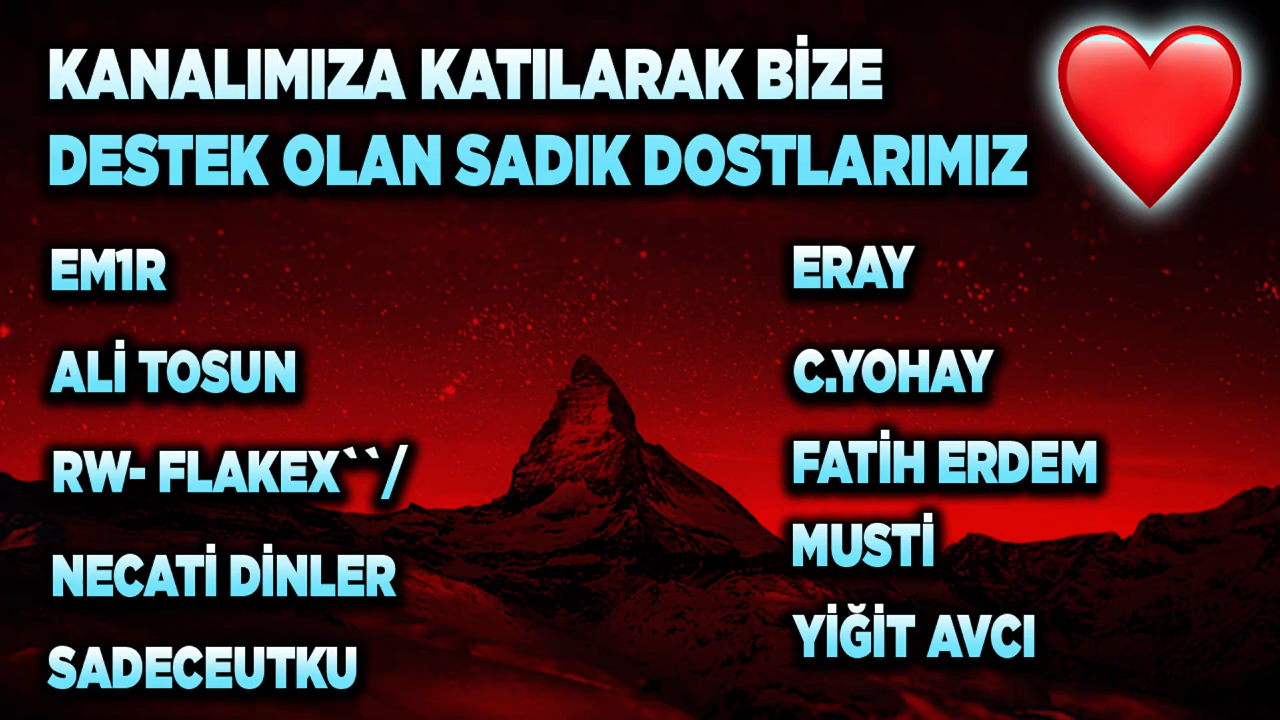 KANALIMIZA KATILARAK BİZE
DESTEK OLAN SADIK DOSTLARIMIZ
EM1R
ALİ TOSUN
RW- FLAKEX``/
NECATİ DİNLER
SADECEUTKU
ERAY
C.YOHAY
FATİH ERDEM
MUSTİ
YİĞİT AVCI